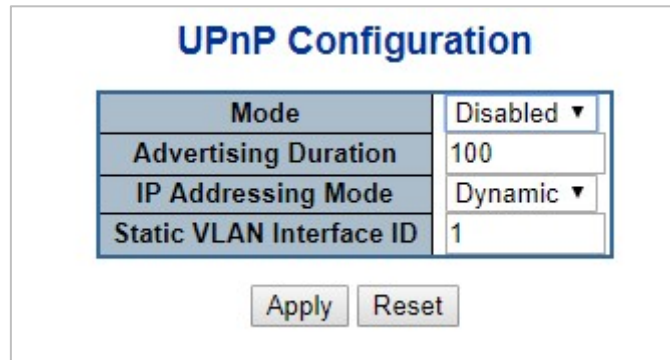 UPnP Configuration
Mode Disabled
Advertising Duration 100
IP Addressing Mode Dynamic
Static VLAN Interface ID 1
Apply Reset